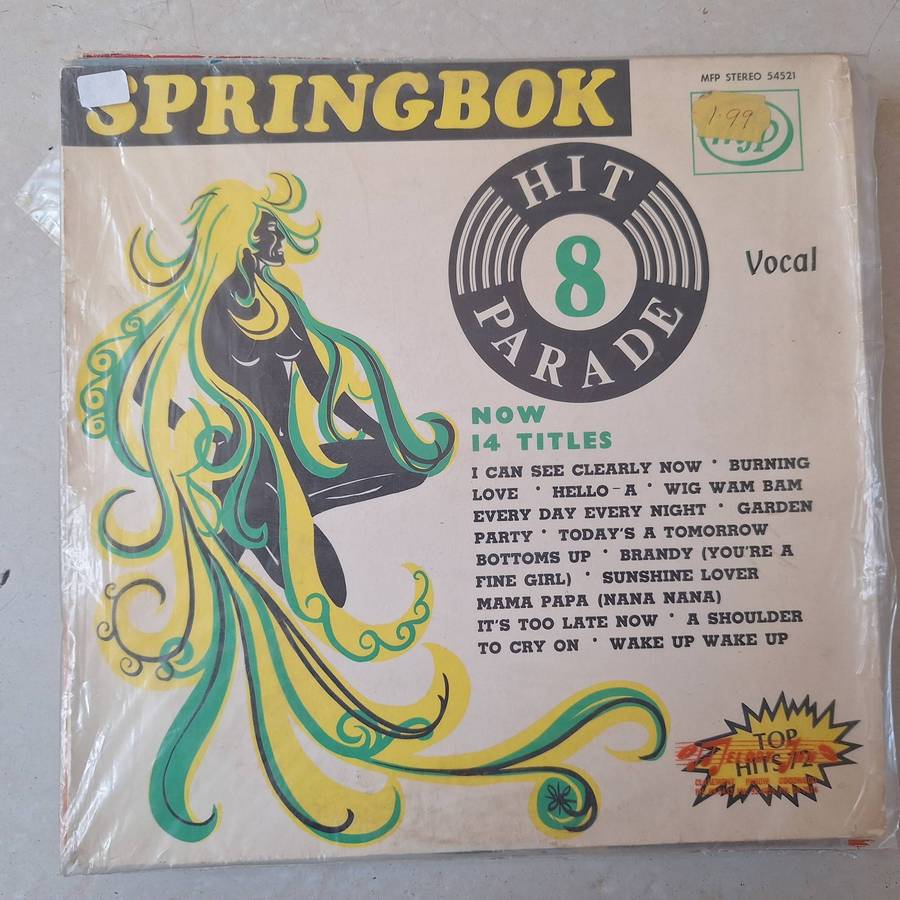 SPRINGBOK
MFP STEREO 54521
1.99
mfp
HIT
8
PARADE
Vocal
NOW
14 TITLES
I CAN SEE CLEARLY NOW * BURNING
LOVE * HELLO-A * WIG WAM BAM
EVERY DAY EVERY NIGHT * GARDEN
PARTY * TODAY'S A TOMORROW
BOTTOMS UP * BRANDY (YOU'RE A
FINE GIRL) * SUNSHINE LOVER
MAMA PAPA (NANA NANA)
IT'S TOO LATE NOW * A SHOULDER
TO CRY ON * WAKE UP WAKE UP
TOP
HITS 72